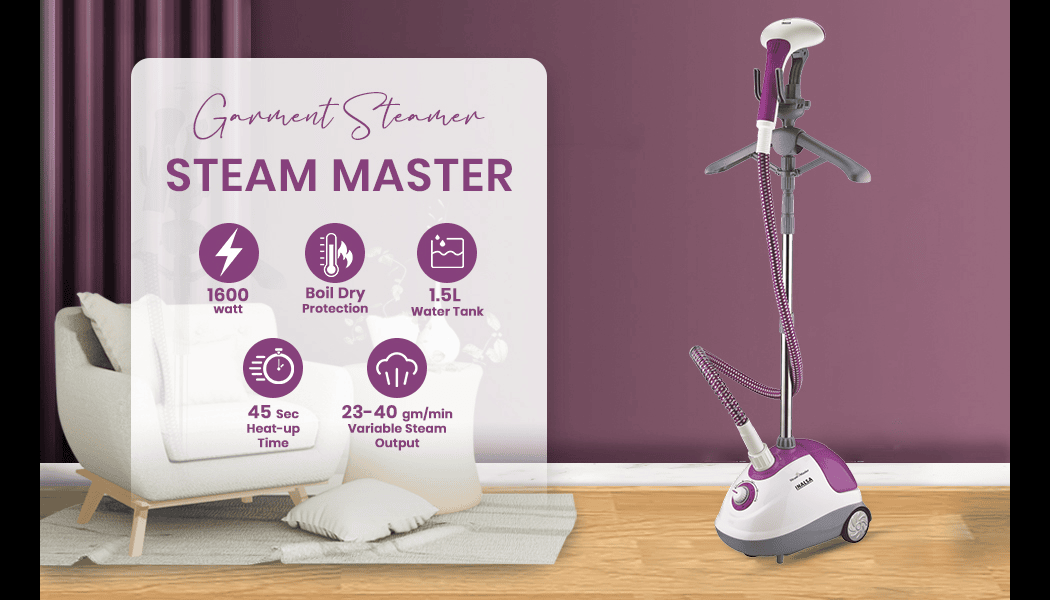 Garment Steamer
STEAM MASTER
1600
watt
Boil Dry
Protection
1.5L
Water Tank
45 Sec
Heat-up
Time
23-40 gm/min
Variable Steam
Output
INALSA